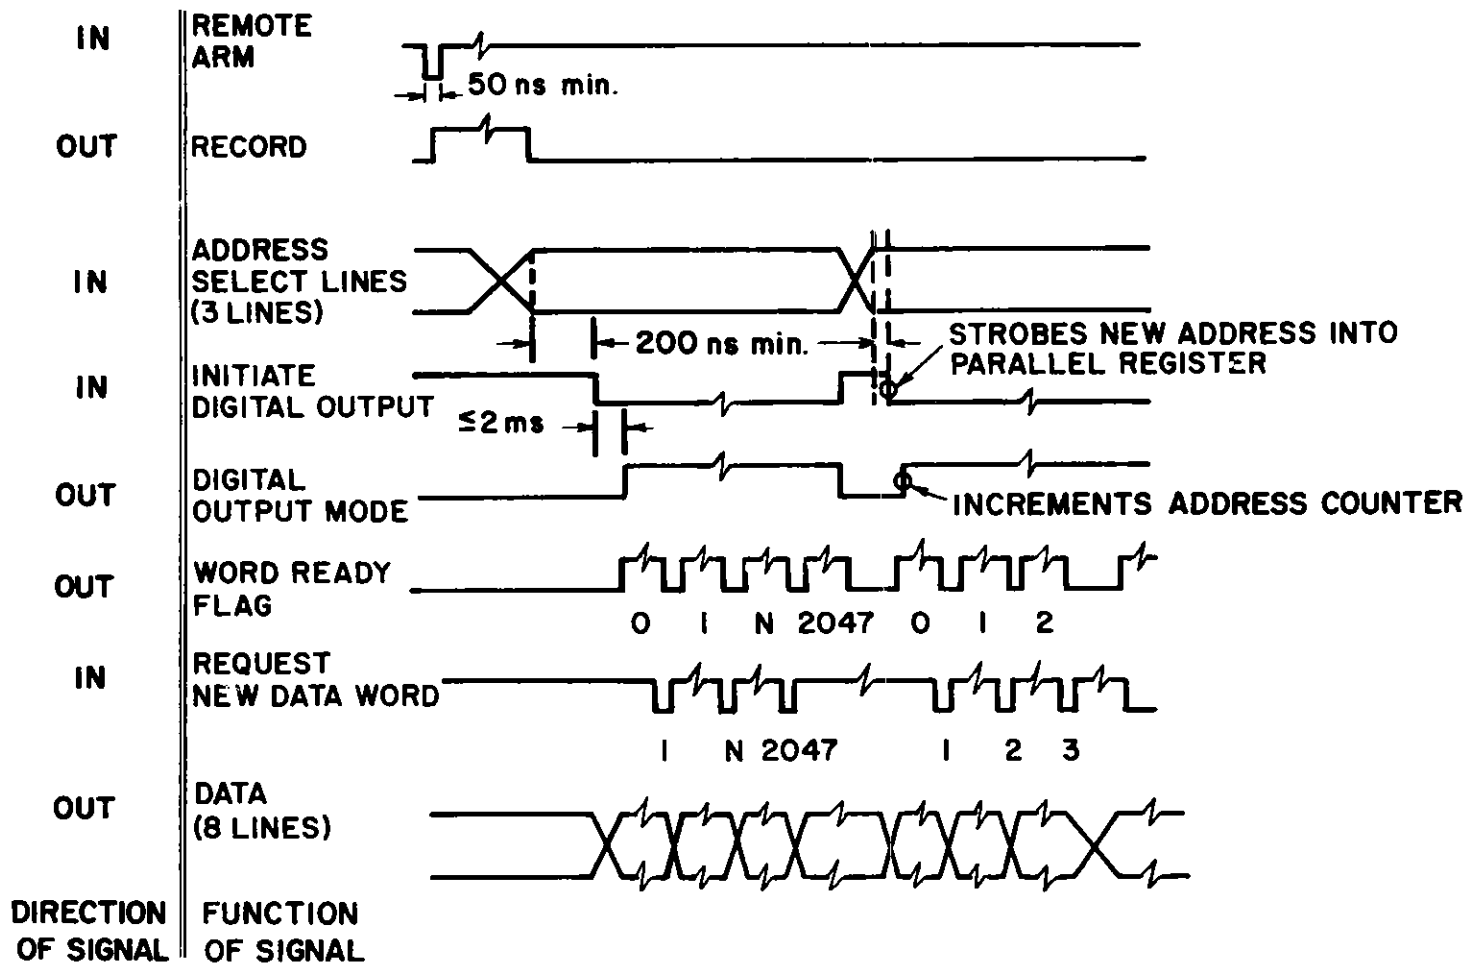 IN
REMOTE
ARM
50 ns min.
OUT
RECORD
IN
ADDRESS
SELECT LINES
(3 LINES)
200 ns min.
STROBES NEW ADDRESS INTO
PARALLEL REGISTER
IN
INITIATE
DIGITAL OUTPUT
≤2 ms
OUT
DIGITAL
OUTPUT MODE
INCREMENTS ADDRESS COUNTER
OUT
WORD READY
FLAG
0 1 N 2047 0 1 2
IN
REQUEST
NEW DATA WORD
1 N 2047 1 2 3
OUT
DATA
(8 LINES)
DIRECTION
OF SIGNAL
FUNCTION
OF SIGNAL